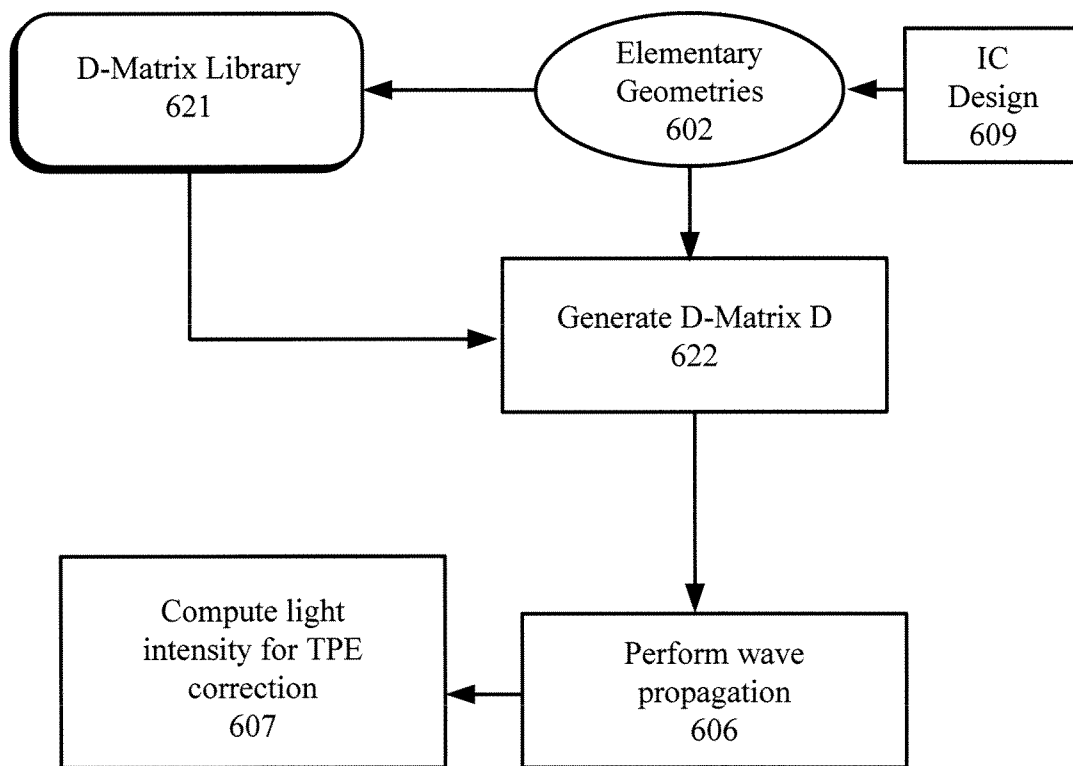 D-Matrix Library
621
Elementary
Geometries
602
IC
Design
609
Generate D-Matrix D
622
Compute light
intensity for TPE
correction
607
Perform wave
propagation
606